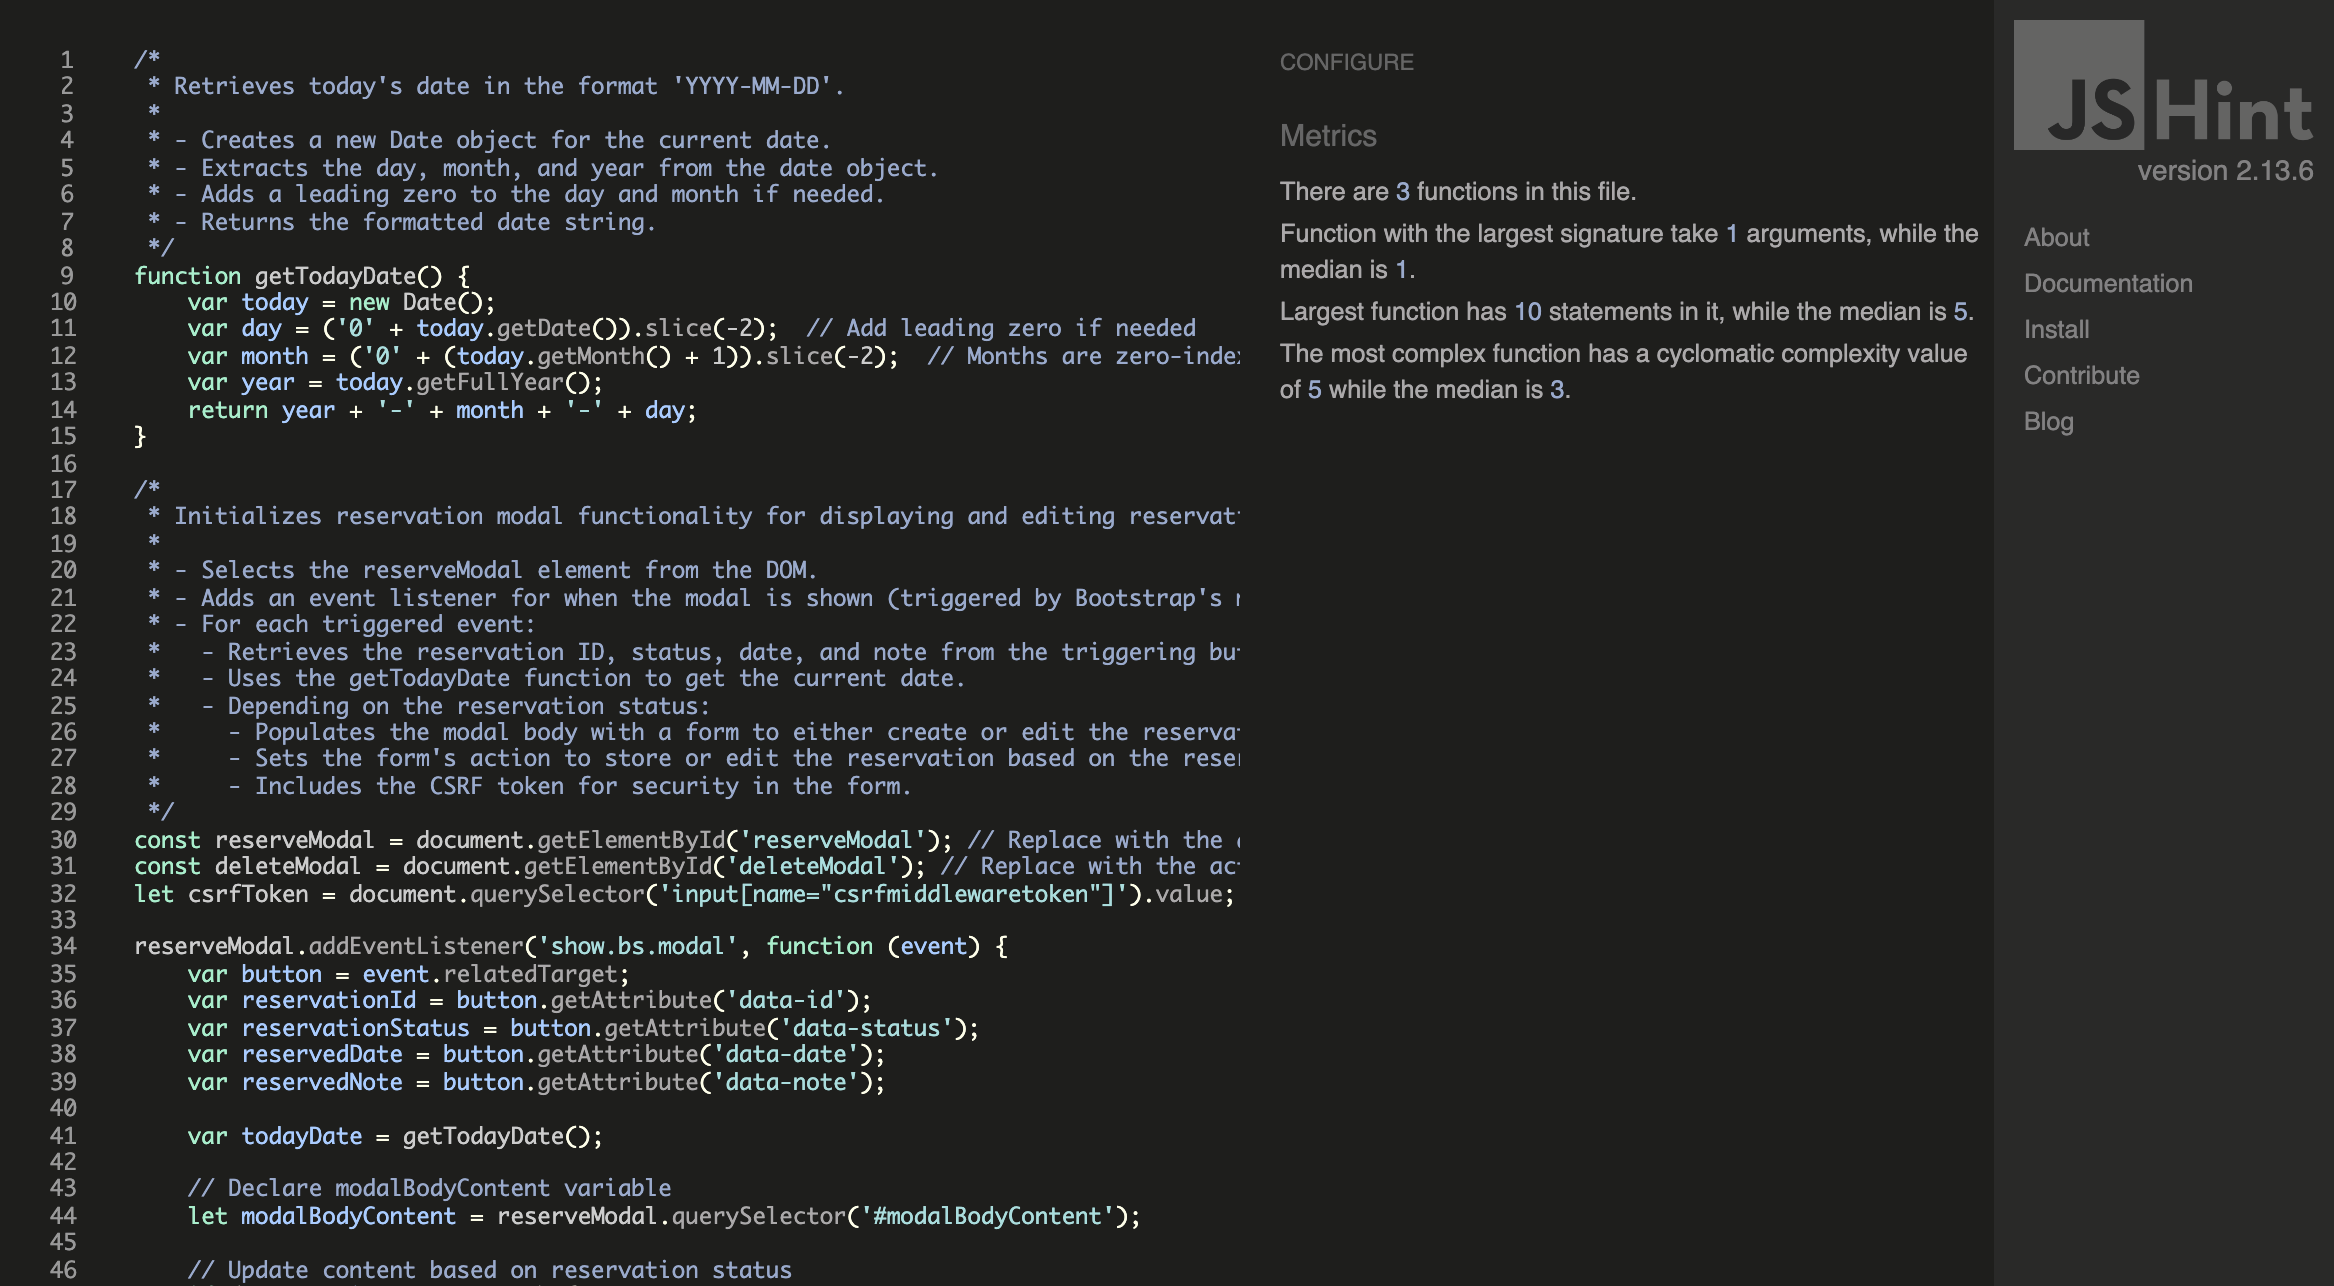 1 /*
2  * Retrieves today's date in the format 'YYYY-MM-DD'.
3  *
4  * - Creates a new Date object for the current date.
5  * - Extracts the day, month, and year from the date object.
6  * - Adds a leading zero to the day and month if needed.
7  * - Returns the formatted date string.
8  */
9 function getTodayDate() {
10     var today = new Date();
11     var day = ('0' + today.getDate()).slice(-2);  // Add leading zero if needed
12     var month = ('0' + (today.getMonth() + 1)).slice(-2);  // Months are
13     var year = today.getFullYear();
14     return year + '-' + month + '-' + day;
15 }
16
17 /*
18  * Initializes reservation modal functionality for displaying and editing
19  *
20  * - Selects the reserveModal element from the DOM.
21  * - Adds an event listener for when the modal is shown (triggered by Bootstrap's
22  * - For each triggered event:
23  *   - Retrieves the reservation ID, status, date, and note from the triggering
24  *   - Uses the getTodayDate function to get the current date.
25  *   - Depending on the reservation status:
26  *     - Populates the modal body with a form to either create or edit the
27  *     - Sets the form's action to store or edit the reservation based on the
28  *     - Includes the CSRF token for security in the form.
29  */
30 const reserveModal = document.getElementById('reserveModal'); // Replace with the
31 const deleteModal = document.getElementById('deleteModal'); // Replace with the
32 let csrfToken = document.querySelector('input[name="csrfmiddlewaretoken"]').value;
33
34 reserveModal.addEventListener('show.bs.modal', function (event) {
35     var button = event.relatedTarget;
36     var reservationId = button.getAttribute('data-id');
37     var reservationStatus = button.getAttribute('data-status');
38     var reservedDate = button.getAttribute('data-date');
39     var reservedNote = button.getAttribute('data-note');
40
41     var todayDate = getTodayDate();
42
43     // Declare modalBodyContent variable
44     let modalBodyContent = reserveModal.querySelector('#modalBodyContent');
45
46     // Update content based on reservation status
CONFIGURE
Metrics
There are 3 functions in this file.
Function with the largest signature take 1 arguments, while the
median is 1.
Largest function has 10 statements in it, while the median is 5.
The most complex function has a cyclomatic complexity value
of 5 while the median is 3.
JSHint
version 2.13.6
About
Documentation
Install
Contribute
Blog